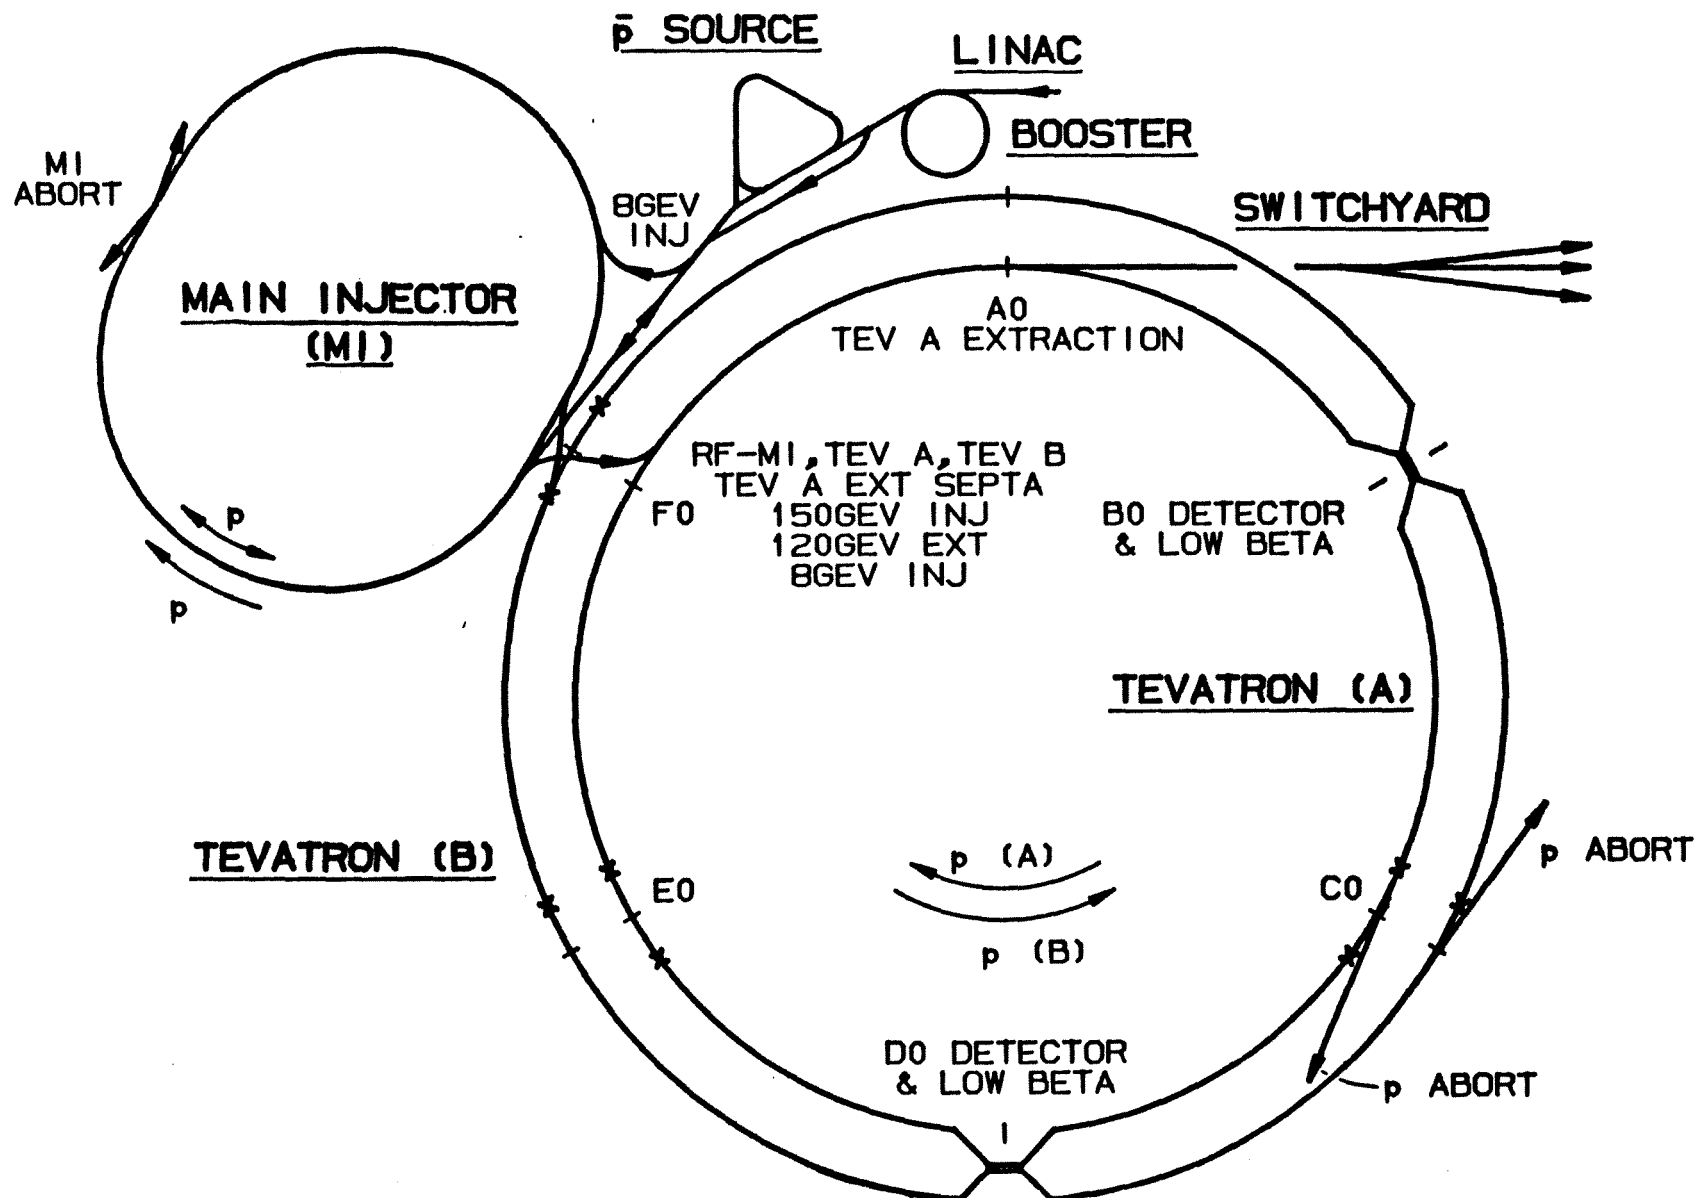 p̄ SOURCE
LINAC
BOOSTER
MI
ABORT
8GEV
INJ
SWITCHYARD
MAIN INJECTOR
(MI)
A0
TEV A EXTRACTION
RF-MI,TEV A,TEV B
TEV A EXT SEPTA
F0
150GEV INJ
120GEV EXT
8GEV INJ
B0 DETECTOR
& LOW BETA
p
p
TEVATRON (A)
TEVATRON (B)
p (A)
p ABORT
E0
C0
p (B)
D0 DETECTOR
& LOW BETA
p ABORT